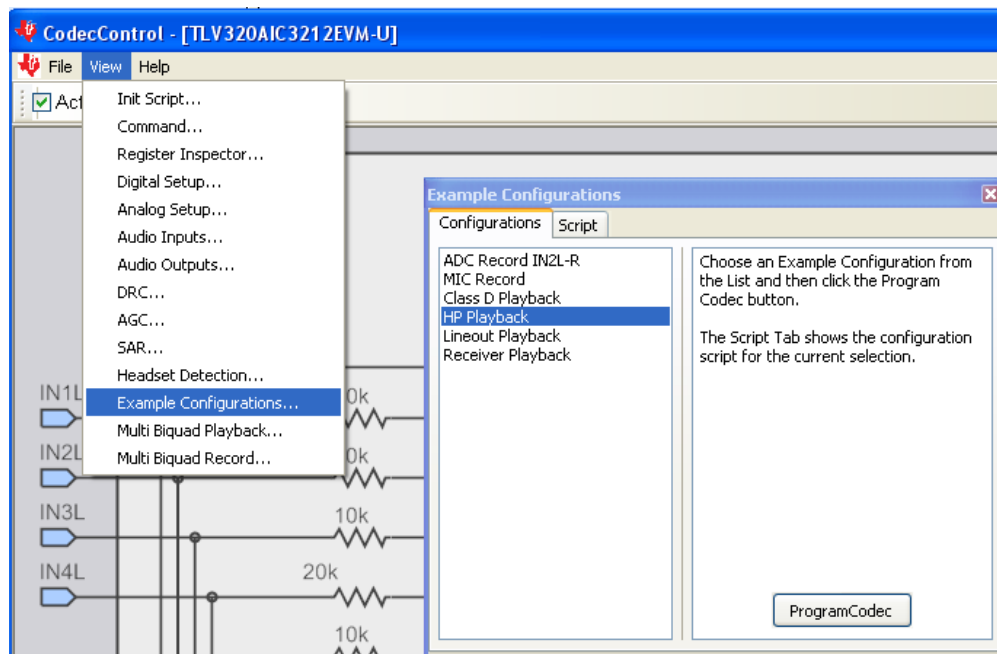 CodecControl - [TLV320AIC3212EVM-U]
File View Help
Init Script...
Command...
Register Inspector...
Digital Setup...
Analog Setup...
Audio Inputs...
Audio Outputs...
DRC...
AGC...
SAR...
Headset Detection...
Example Configurations...
Multi Biquad Playback...
Multi Biquad Record...
IN1L
IN2L
IN3L
10k
IN4L
20k
10k
Example Configurations
Configurations Script
ADC Record IN2L-R
MIC Record
Class D Playback
HP Playback
Lineout Playback
Receiver Playback
Choose an Example Configuration from
the List and then click the Program
Codec button.
The Script Tab shows the configuration
script for the current selection.
ProgramCodec